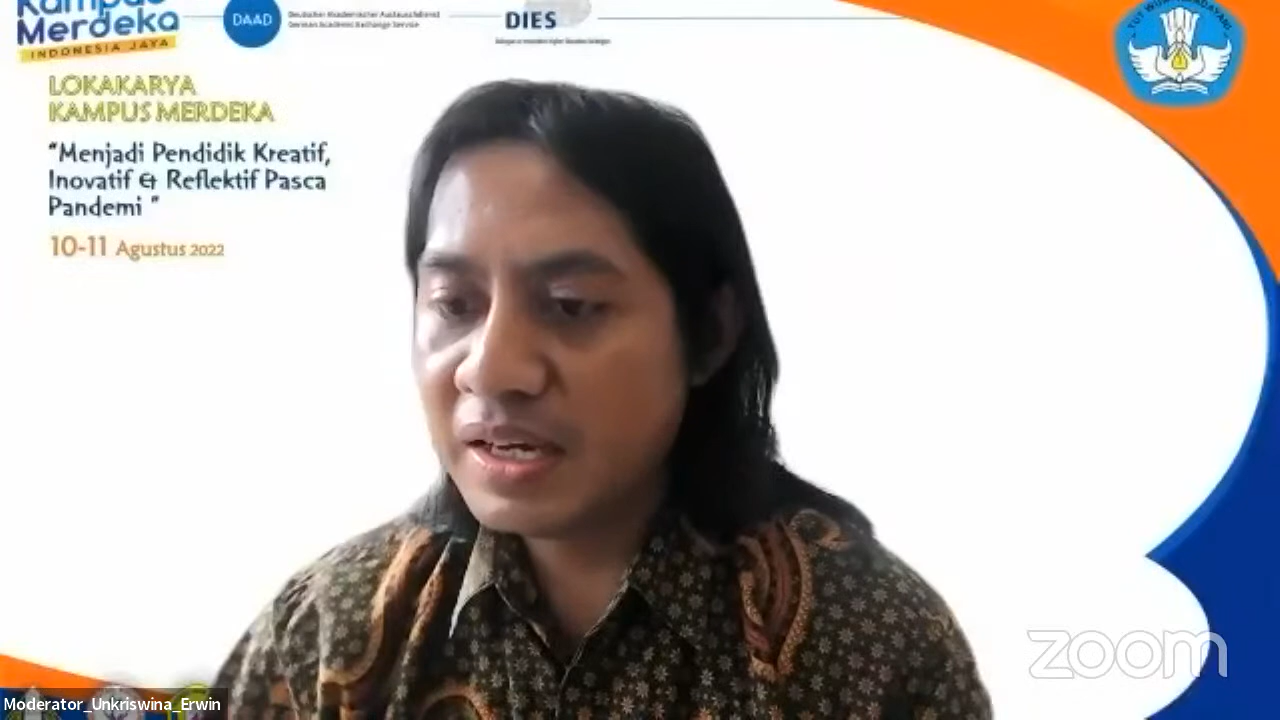 Kampus
Merdeka
INDONESIA JAYA
DAAD
Deutscher Akademischer Austauschdienst
German Academic Exchange Service
DIES
TUT WURI HANDAYANI
LOKAKARYA
KAMPUS MERDEKA
“Menjadi Pendidik Kreatif,
Inovatif & Reflektif Pasca
Pandemi ”
10-11 Agustus 2022
zoom
Moderator_Unkriswina_Erwin